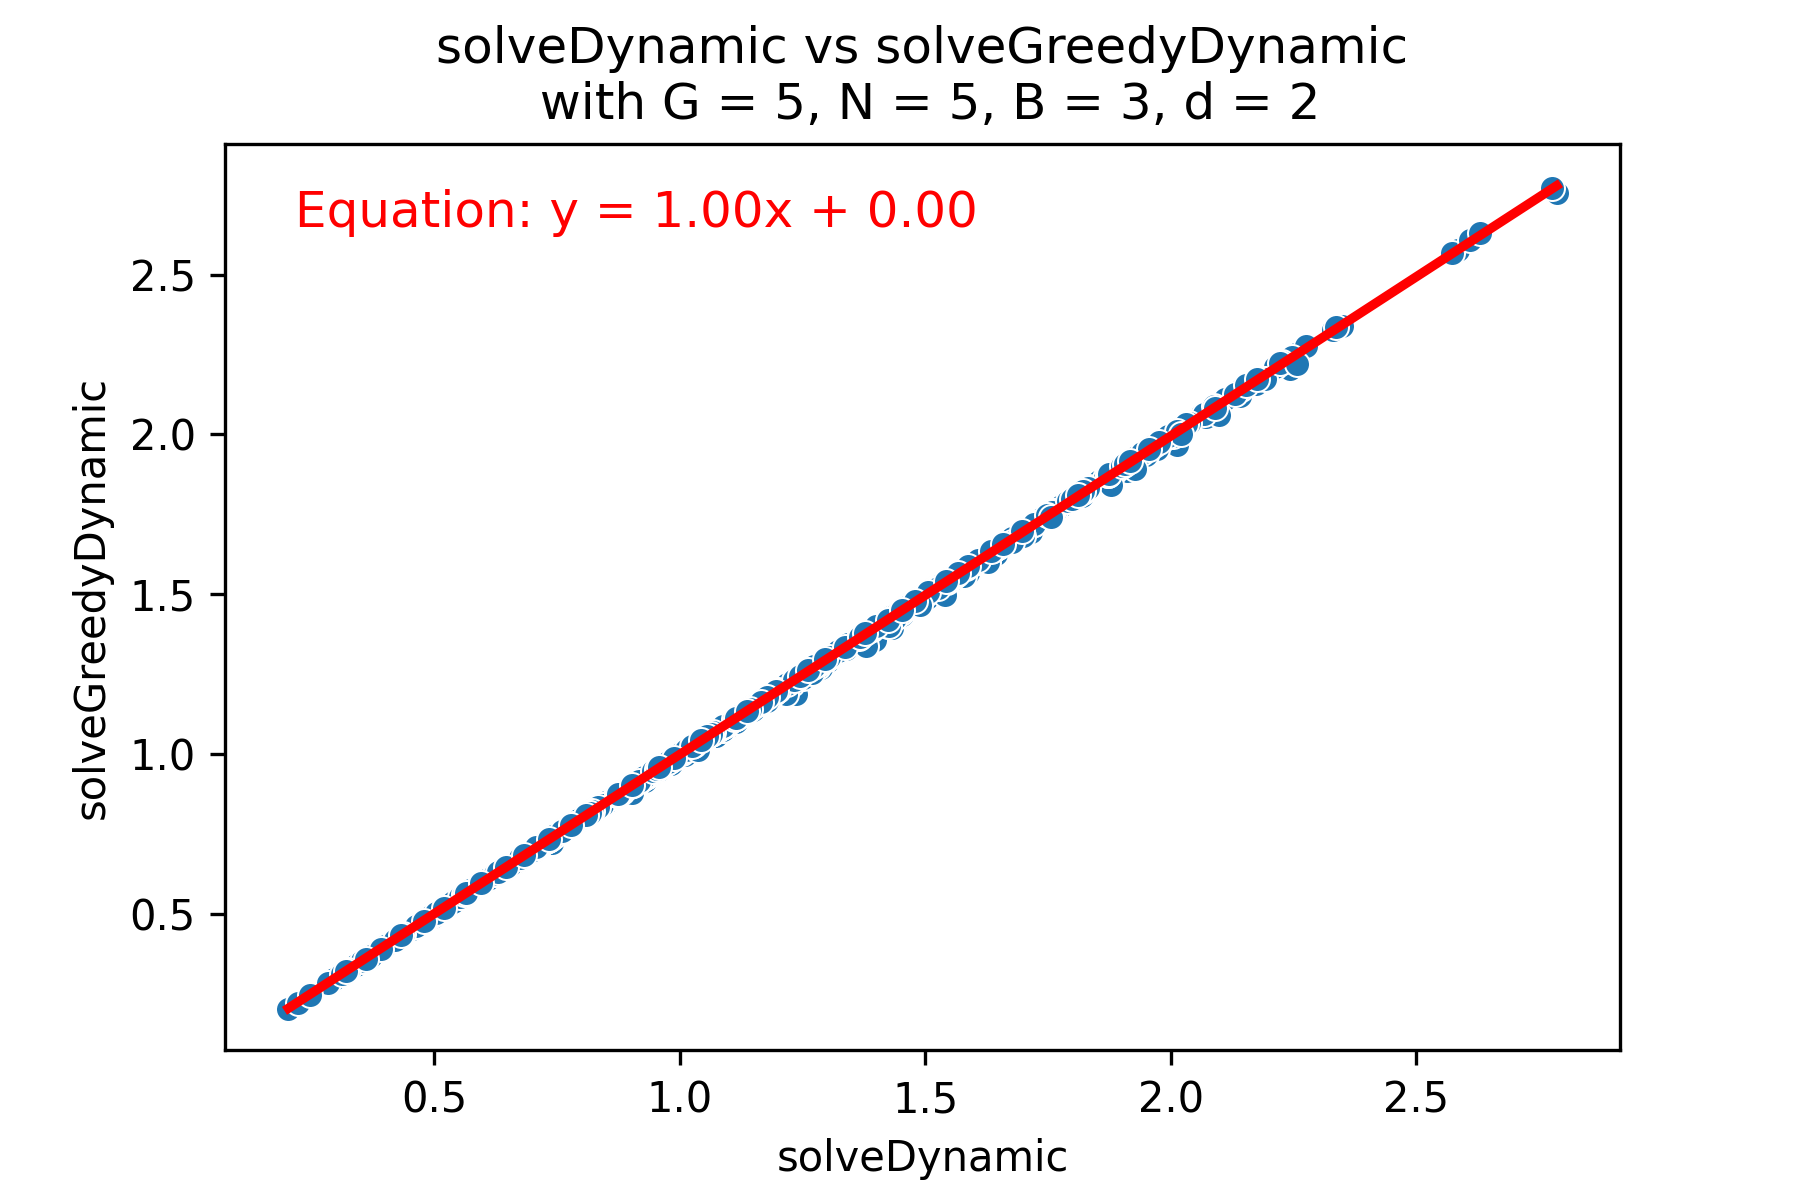 solveDynamic vs solveGreedyDynamic
with G = 5, N = 5, B = 3, d = 2
Equation: y = 1.00x + 0.00
solveGreedyDynamic
2.5
2.0
1.5
1.0
0.5
0.5 1.0 1.5 2.0 2.5
solveDynamic